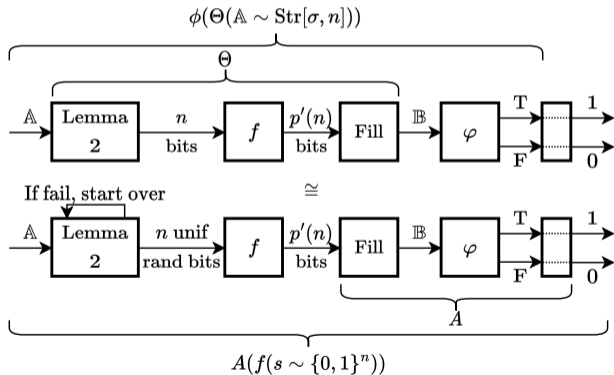 ϕ(Θ(𝔸 ∼ Str[σ, n]))
Θ
𝔸 Lemma 2 n bits f p′(n) bits Fill 𝔹 φ T F 1 0
If fail, start over ≅
𝔸 Lemma 2 n unif rand bits f p′(n) bits Fill 𝔹 φ T F 1 0
A
A(f(s ∼ {0, 1}ⁿ))